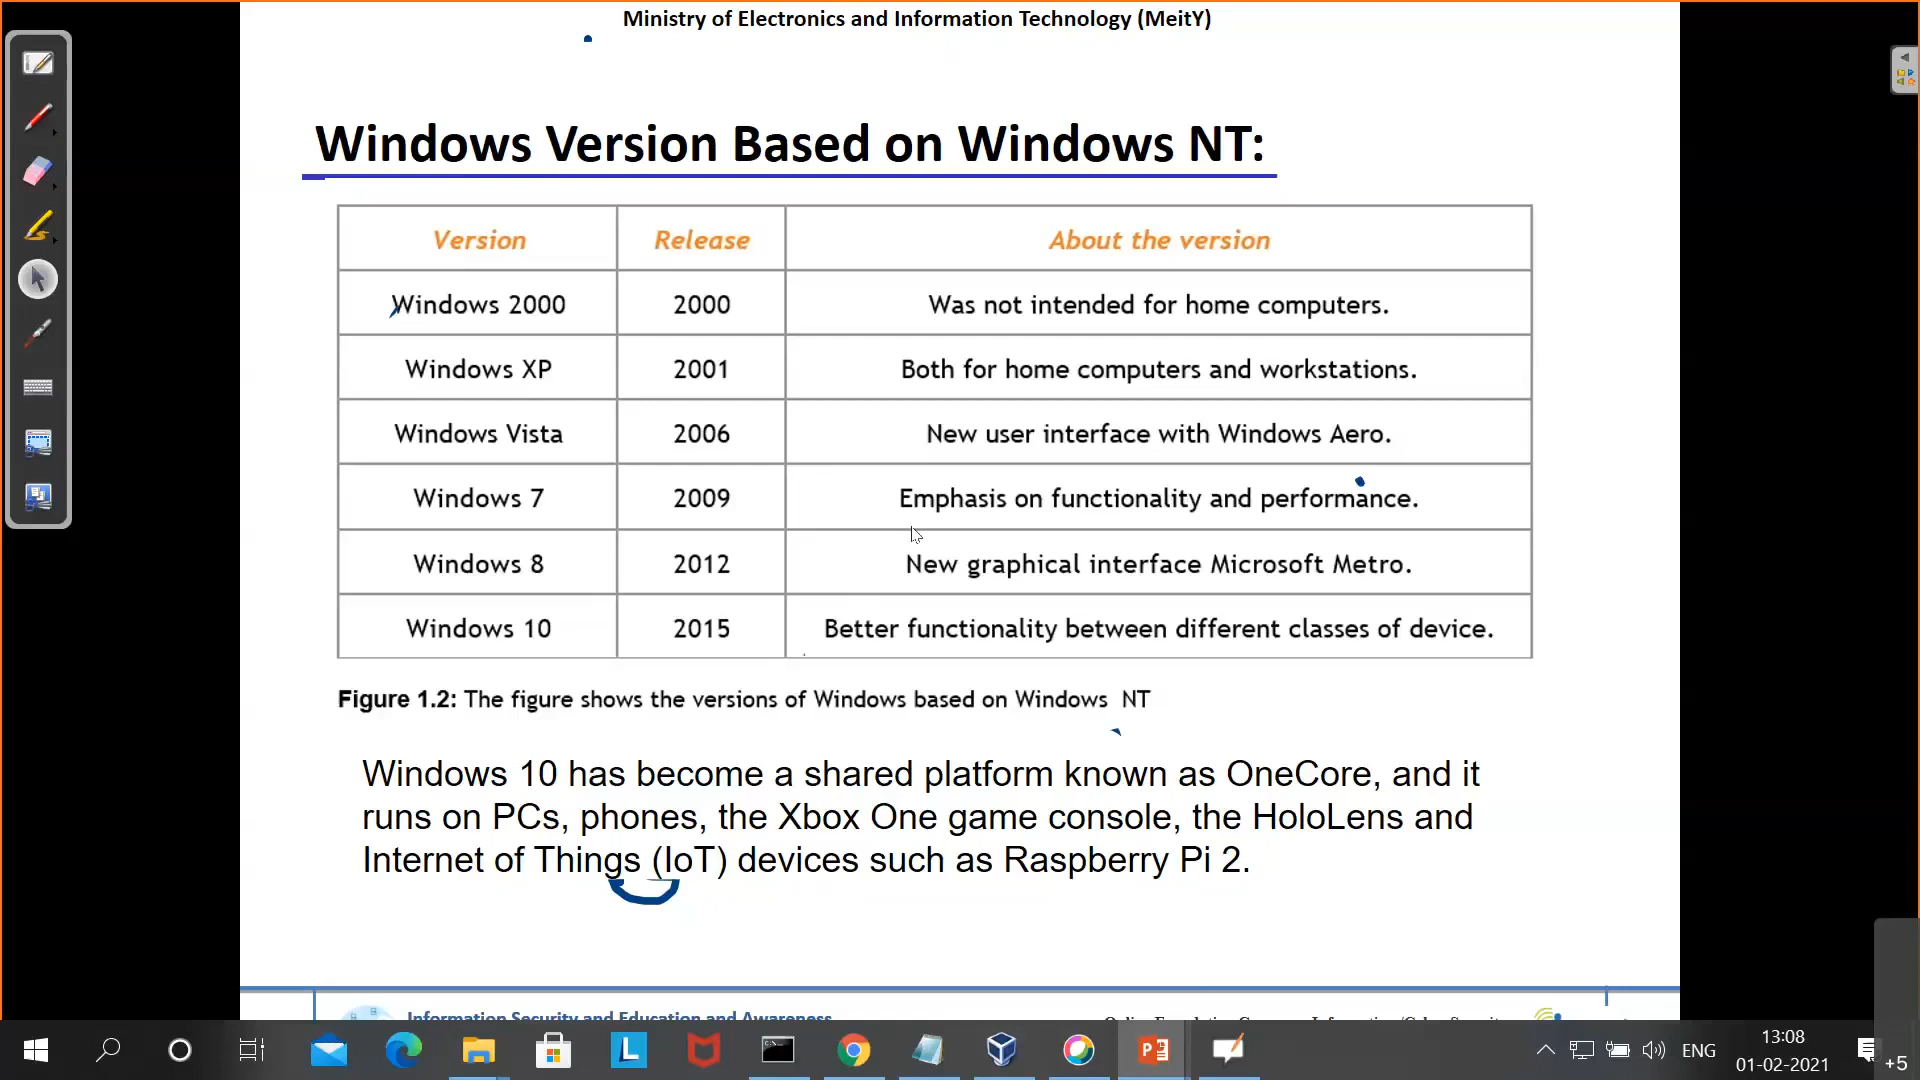 Ministry of Electronics and Information Technology (MeitY)
Windows Version Based on Windows NT:
Version Release About the version
Windows 2000 2000 Was not intended for home computers.
Windows XP 2001 Both for home computers and workstations.
Windows Vista 2006 New user interface with Windows Aero.
Windows 7 2009 Emphasis on functionality and performance.
Windows 8 2012 New graphical interface Microsoft Metro.
Windows 10 2015 Better functionality between different classes of device.
Figure 1.2: The figure shows the versions of Windows based on Windows NT
Windows 10 has become a shared platform known as OneCore, and it
runs on PCs, phones, the Xbox One game console, the HoloLens and
Internet of Things (IoT) devices such as Raspberry Pi 2.
Information Security and Education and Awareness
ENG
13:08
01-02-2021
+5